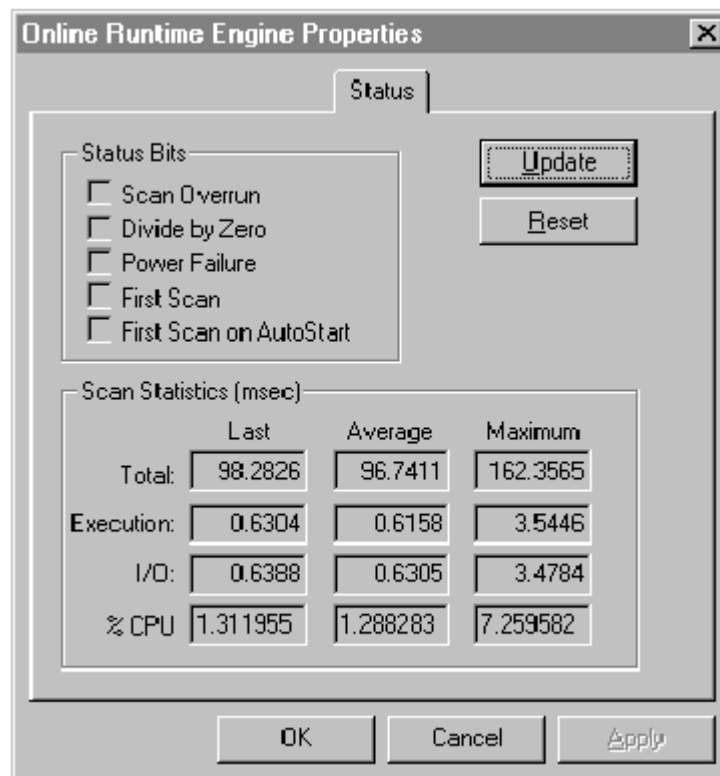 Online Runtime Engine Properties
Status
Status Bits
Scan Overrun
Divide by Zero
Power Failure
First Scan
First Scan on AutoStart
Update
Reset
Scan Statistics (msec)
Last Average Maximum
Total: 98.2826 96.7411 162.3565
Execution: 0.6304 0.6158 3.5446
I/O: 0.6388 0.6305 3.4784
% CPU 1.311955 1.288283 7.259582
OK Cancel Apply